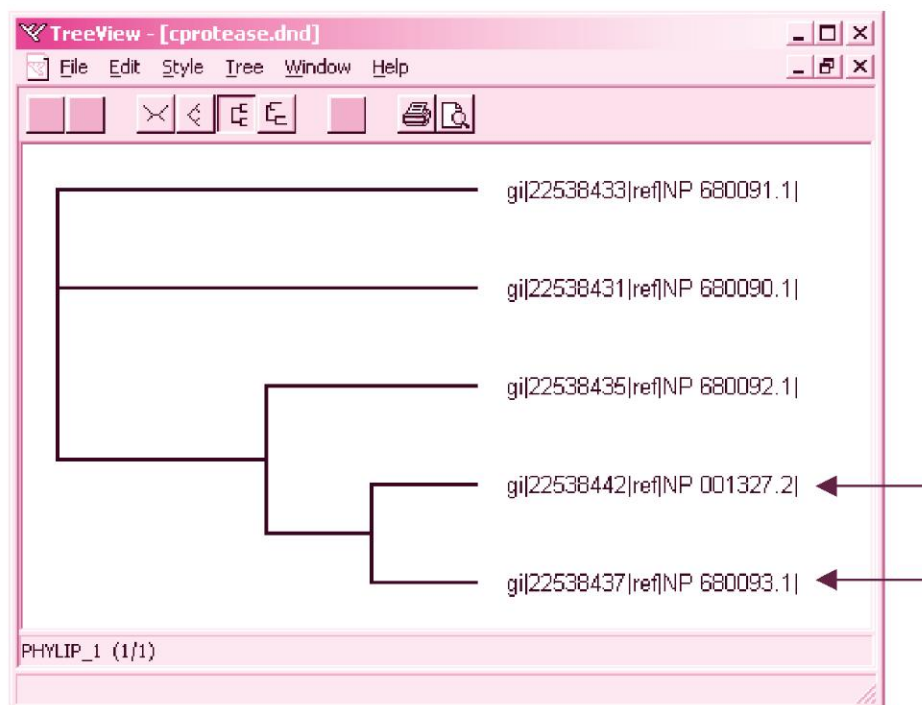 TreeView - [cprotease.dnd]
File Edit Style Tree Window Help
gi|22538433|ref|NP 680091.1|
gi|22538431|ref|NP 680090.1|
gi|22538435|ref|NP 680092.1|
gi|22538442|ref|NP 001327.2|
gi|22538437|ref|NP 680093.1|
PHYLIP_1 (1/1)